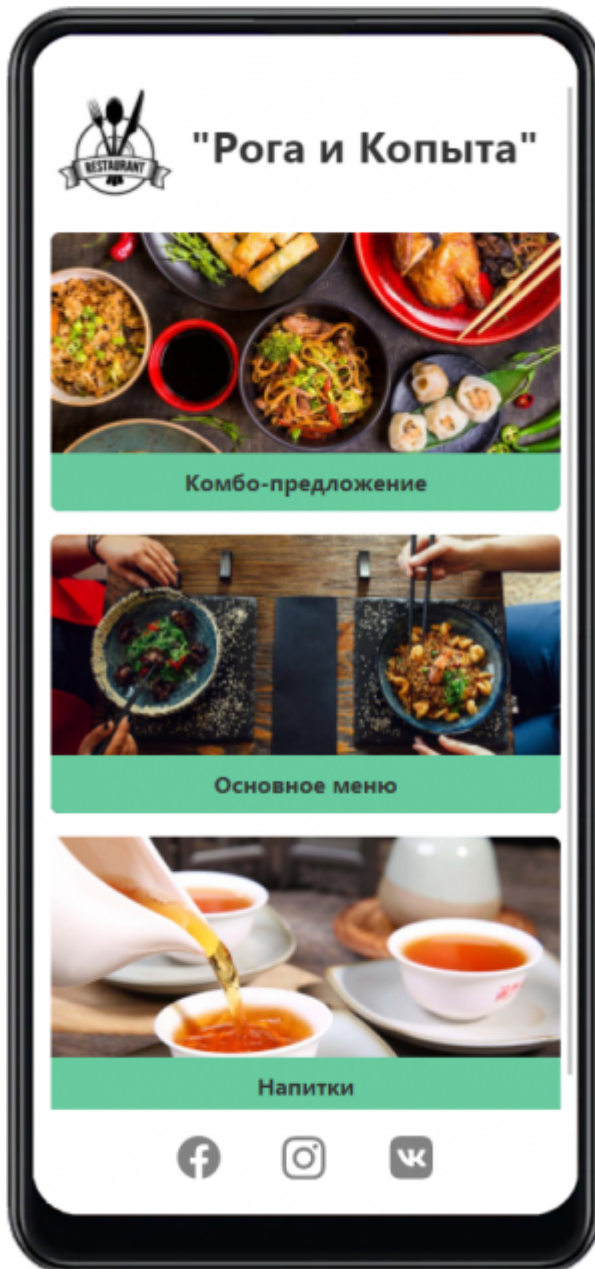 RESTAURANT
"Рога и Копыта"
Комбо-предложение
Основное меню
Напитки